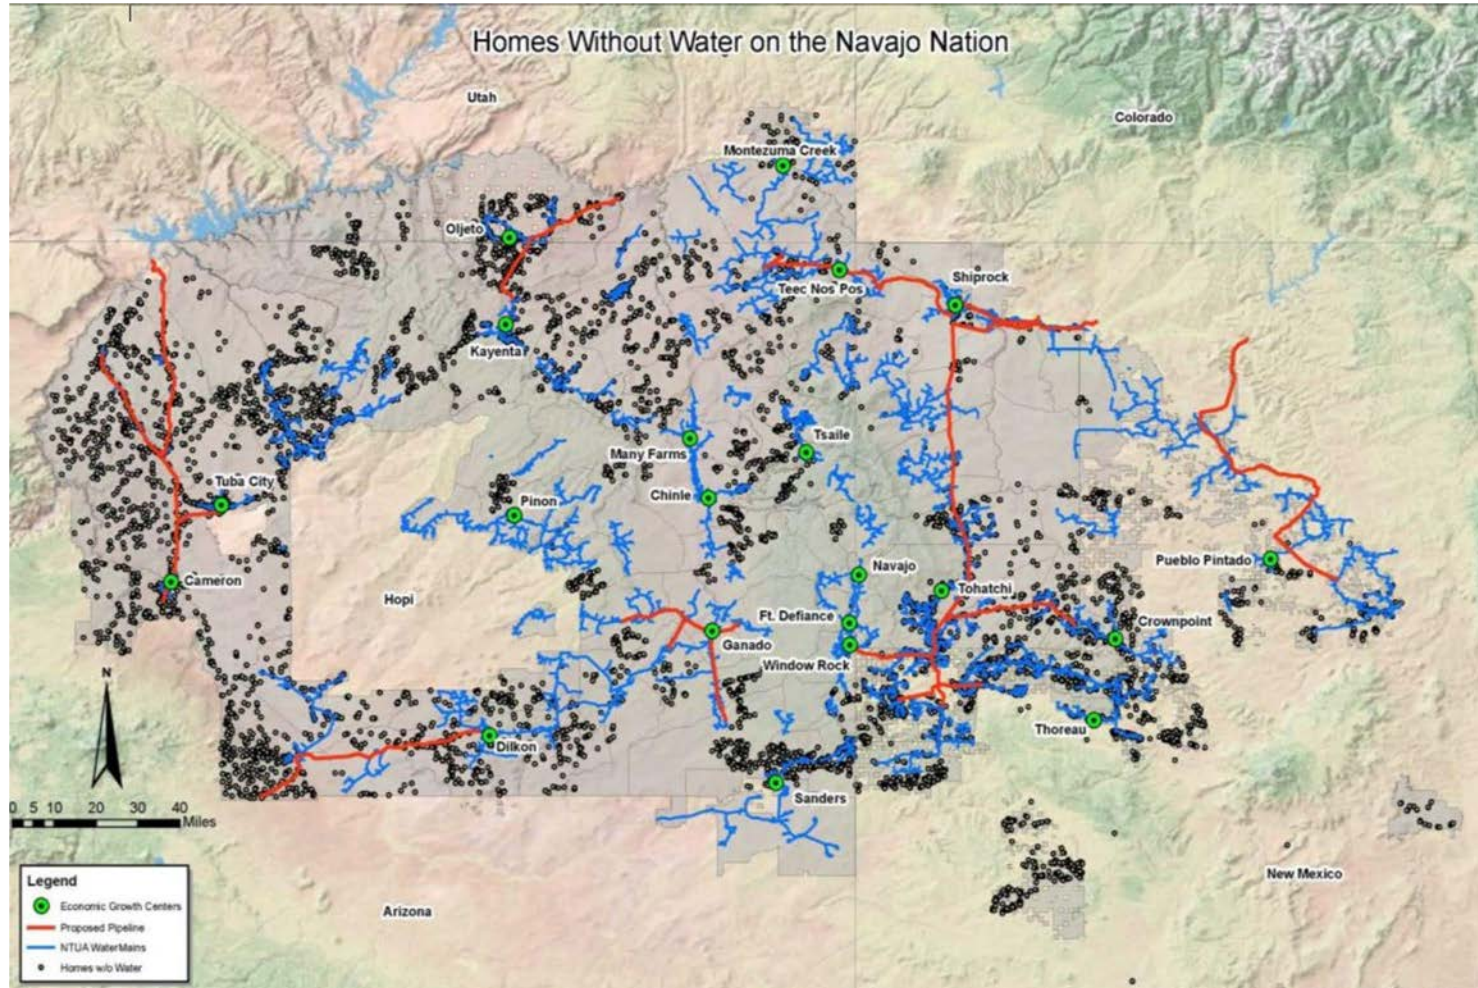 Homes Without Water on the Navajo Nation
Utah
Colorado
Montezuma Creek
Oljeto
Teec Nos Pos
Shiprock
Kayenta
Tsaile
Many Farms
Tuba City
Chinle
Pinon
Pueblo Pintado
Navajo
Cameron
Tohatchi
Hopi
Ft. Defiance
Crownpoint
Ganado
Window Rock
N
Thoreau
Dilkon
Sanders
0 5 10 20 30 40
Miles
New Mexico
Arizona
Legend
Economic Growth Centers
Proposed Pipeline
NTUA WaterMains
Homes w/o Water